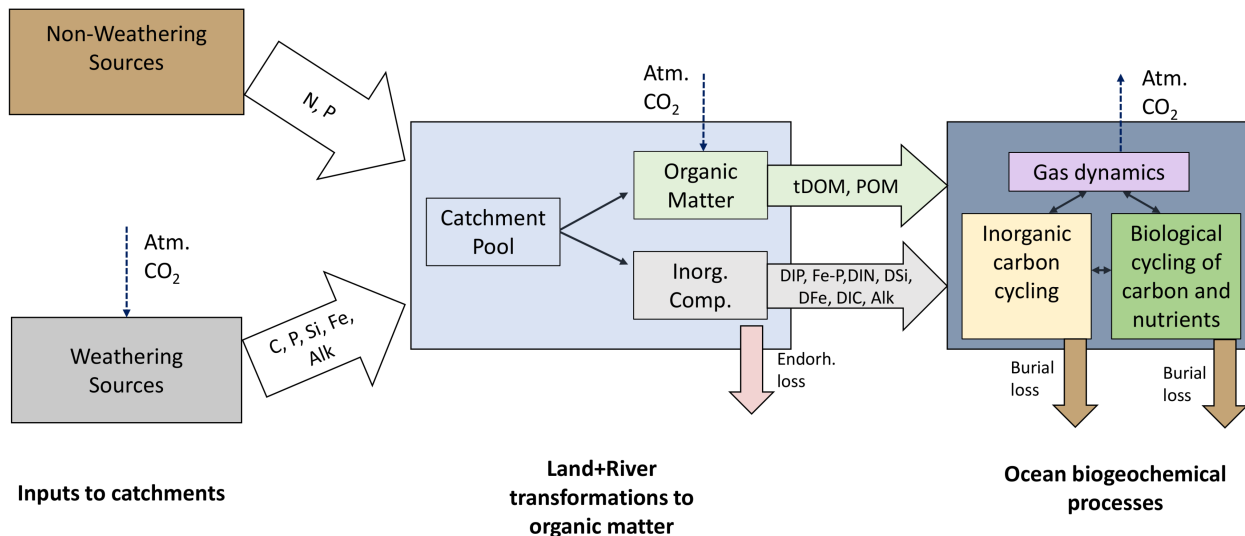 Non-Weathering
Sources
N, P
Atm.
CO₂
Weathering
Sources
C, P, Si, Fe,
Alk
Inputs to catchments
Atm.
CO₂
Catchment
Pool
Organic
Matter
Inorg.
Comp.
tDOM, POM
DIP, Fe-P,DIN, DSi,
DFe, DIC, Alk
Endorh.
loss
Land+River
transformations to
organic matter
Atm.
CO₂
Gas dynamics
Inorganic
carbon
cycling
Biological
cycling of
carbon and
nutrients
Burial
loss
Burial
loss
Ocean biogeochemical
processes